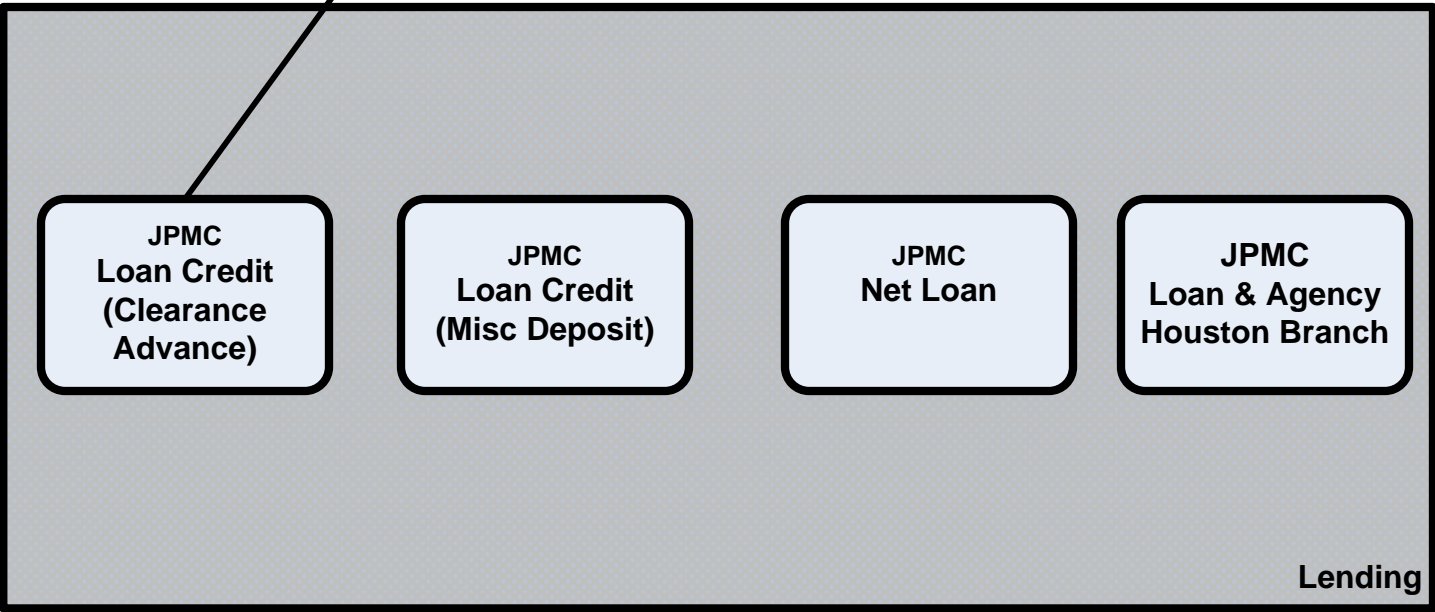 JPMC
Loan Credit
(Clearance
Advance)
JPMC
Loan Credit
(Misc Deposit)
JPMC
Net Loan
JPMC
Loan & Agency
Houston Branch
Lending